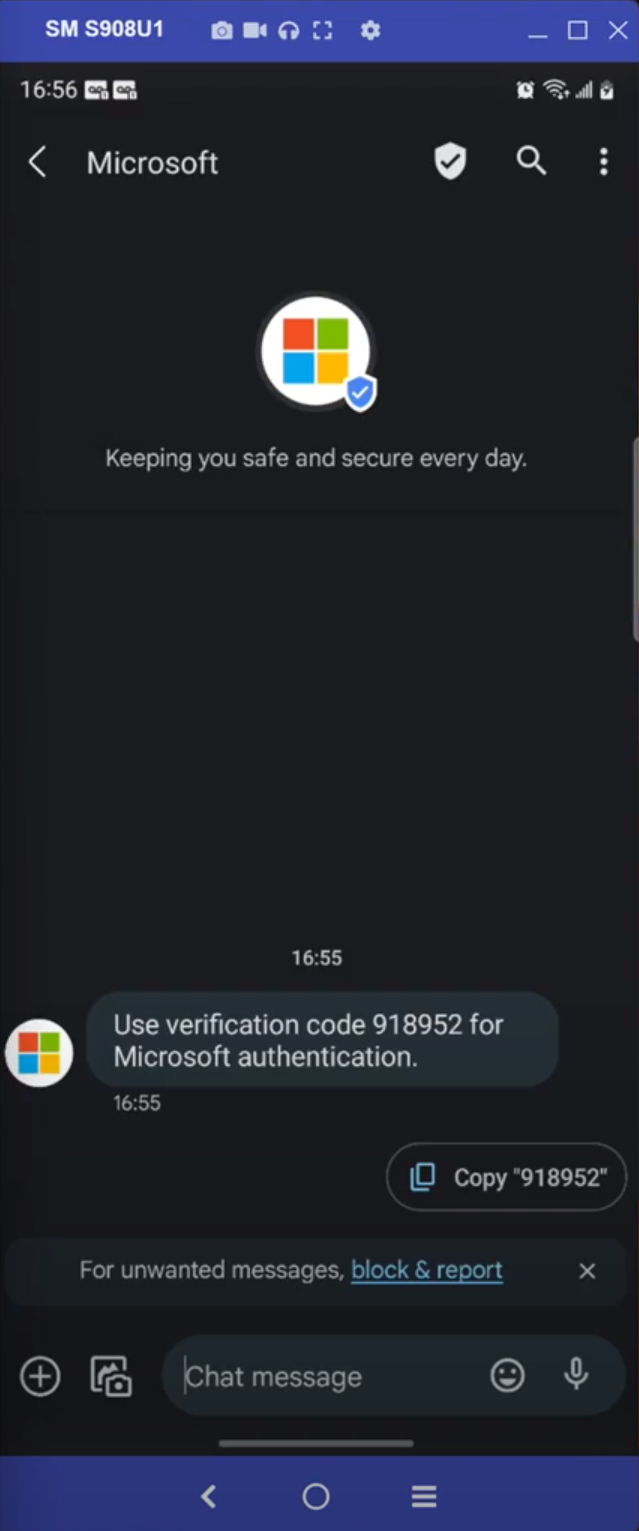 SM S908U1
16:56
Microsoft
Keeping you safe and secure every day.
16:55
Use verification code 918952 for
Microsoft authentication.
16:55
Copy "918952"
For unwanted messages, block & report
Chat message